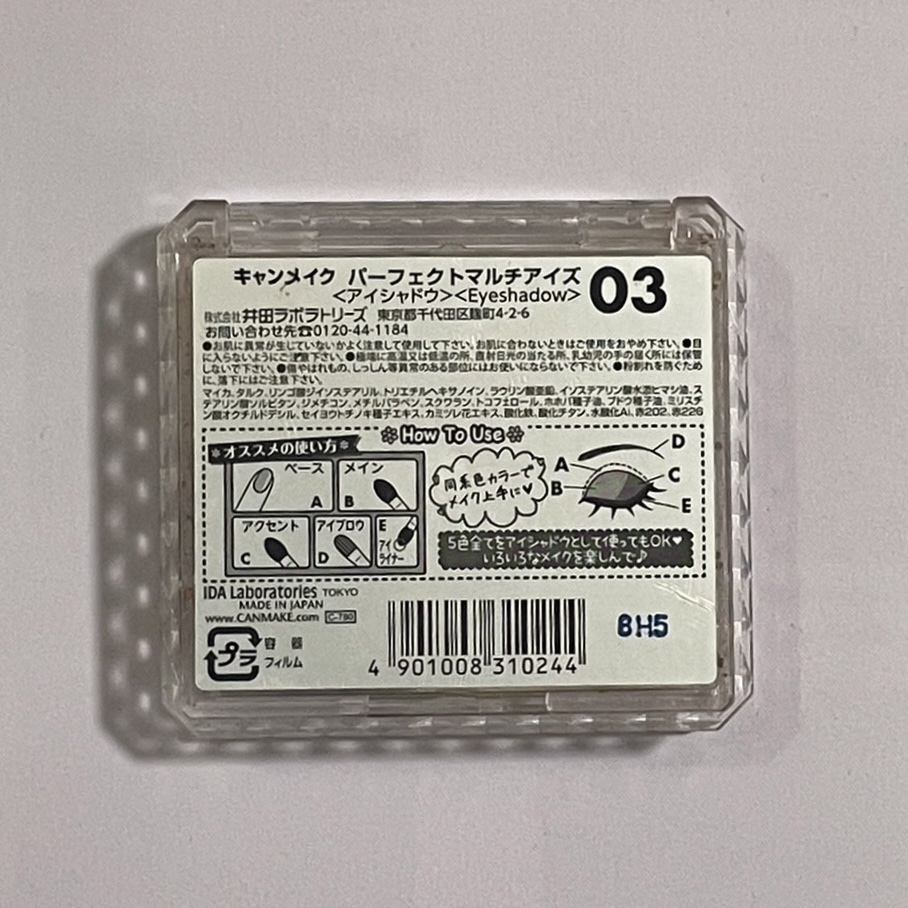 キャンメイク パーフェクトマルチアイズ 03
<アイシャドウ><Eyeshadow>
株式会社 井田ラボラトリーズ 東京都千代田区麹町4-2-6
お問い合わせ先☎0120-44-1184
●お肌に異常が生じていないかよく注意して使用して下さい。お肌に合わないときはご使用をおやめ下さい。●目
に入らないようにご注意下さい。●極端に高温又は低温の所、直射日光の当たる所、乳幼児の手の届く所には保管
しないで下さい。●傷やはれもの、しっしん等異常のある部位にはお使いにならないで下さい。●粉割れを防ぐため
に、落下にはご注意下さい。
マイカ、タルク、リンゴ酸ジイソステアリル、トリエチルヘキサノイン、ラウリン酸亜鉛、イソステアリン酸水添ヒマシ油、ス
テアリン酸ソルビタン、ジメチコン、メチルパラベン、スクワラン、トコフェロール、ホホバ種子油、ブドウ種子油、ミリスチ
ン酸オクチルドデシル、セイヨウトチノキ種子エキス、カミツレ花エキス、酸化鉄、酸化チタン、水酸化Al、赤202、赤226
How To Use
オススメの使い方
ベース A
メイン B
アクセント C
アイブロウ D
E アイライナー
同系色カラーで
メイク上手に♥
A B C D E
5色全てをアイシャドウとして使ってもOK♥
いろいろなメイクを楽しんで♪
IDA Laboratories TOKYO
MADE IN JAPAN
www.CANMAKE.com C-780
プラ
容器
フィルム
4 901008 310244
8H5